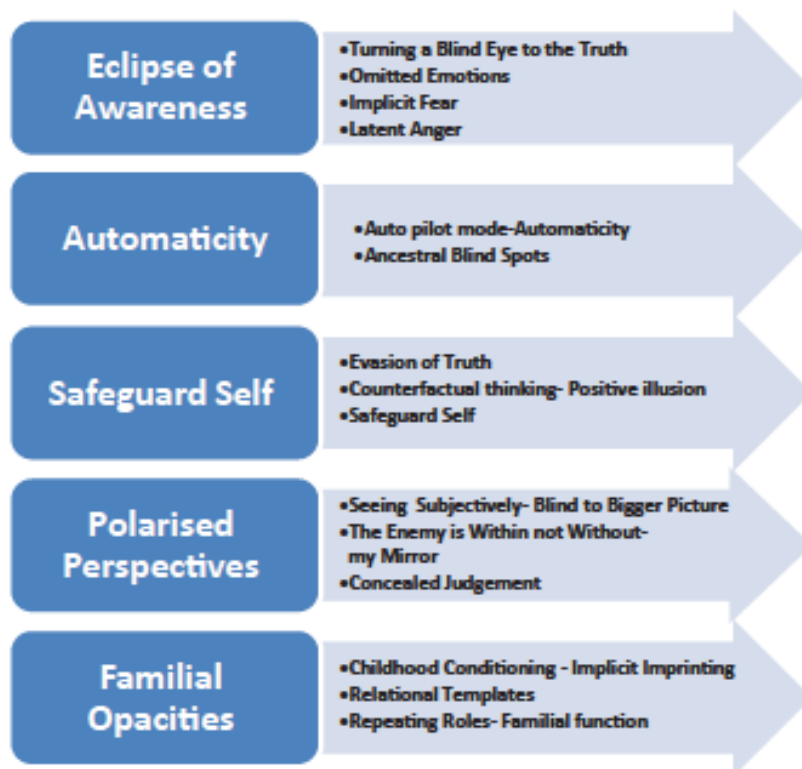 Eclipse of
Awareness
•Turning a Blind Eye to the Truth
•Omitted Emotions
•Implicit Fear
•Latent Anger
Automaticity
•Auto pilot mode-Automaticity
•Ancestral Blind Spots
Safeguard Self
•Evasion of Truth
•Counterfactual thinking- Positive illusion
•Safeguard Self
Polarised
Perspectives
•Seeing Subjectively- Blind to Bigger Picture
•The Enemy is Within not Without-
my Mirror
•Concealed Judgement
Familial
Opacities
•Childhood Conditioning - Implicit Imprinting
•Relational Templates
•Repeating Roles- Familial function